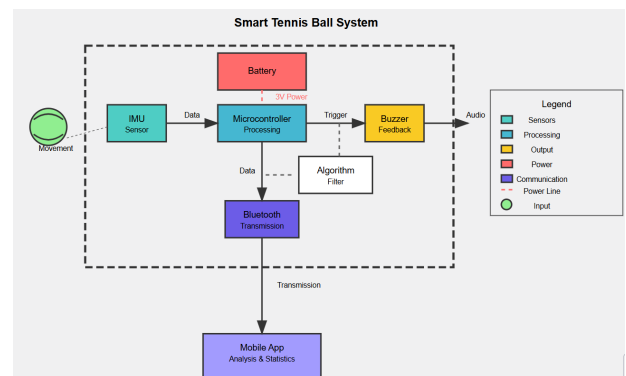 Smart Tennis Ball System
Battery
3V Power
Movement
IMU
Sensor
Data
Microcontroller
Processing
Trigger
Buzzer
Feedback
Audio
Data
Algorithm
Filter
Bluetooth
Transmission
Transmission
Mobile App
Analysis & Statistics
Legend
Sensors
Processing
Output
Power
Communication
Power Line
Input